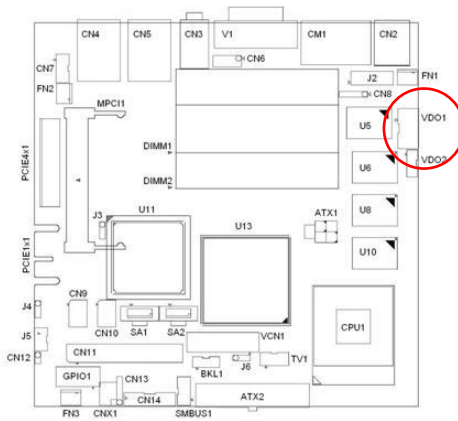 CN4
CN5
CN3
V1
CM1
CN2
CN6
CN7
J2
FN1
FN2
CN8
MPCI1
VDO1
U5
PCIE4x1
DIMM1
U6
VDO2
DIMM2
U11
J3
U13
ATX1
U8
U10
PCIE1x1
CN9
J4
CN10
SA1
SA2
CPU1
J5
VCN1
CN12
CN11
BKL1
J6
TV1
GPIO1
CN13
FN3
CNX1
CN14
SMBUS1
ATX2